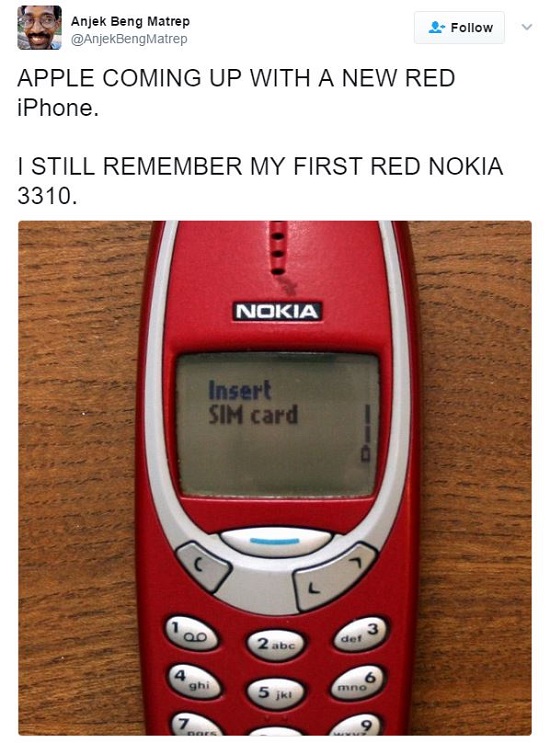 Anjek Beng Matrep
@AnjekBengMatrep
Follow
APPLE COMING UP WITH A NEW RED
iPhone.
I STILL REMEMBER MY FIRST RED NOKIA
3310.
NOKIA
Insert
SIM card
C
1
2 abc
def 3
4 ghi
5 jkl
mno 6
7 pqrs
9